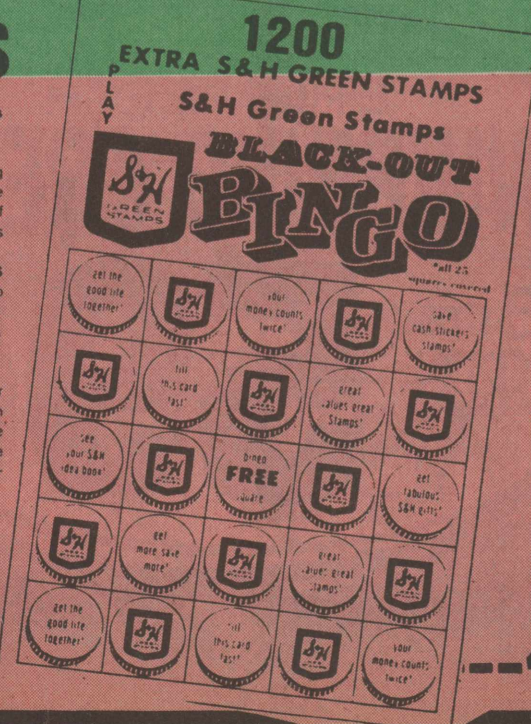 1200
EXTRA S&H GREEN STAMPS
PLAY
S&H Green Stamps
BLACK-OUT
S&H
GREEN
STAMPS
BINGO
*all 25
squares covered
get the
good life
together*
S&H
your
money counts
twice*
S&H
save
cash stickers
stamps*
S&H
fill
this card
fast*
S&H
great
values great
Stamps*
S&H
see
your S&H
idea book*
S&H
bingo
FREE
square
S&H
get
fabulous
S&H gifts*
S&H
get
more save
more*
S&H
great
values great
stamps*
S&H
get the
good life
together*
S&H
fill
this card
fast*
S&H
your
money counts
twice*